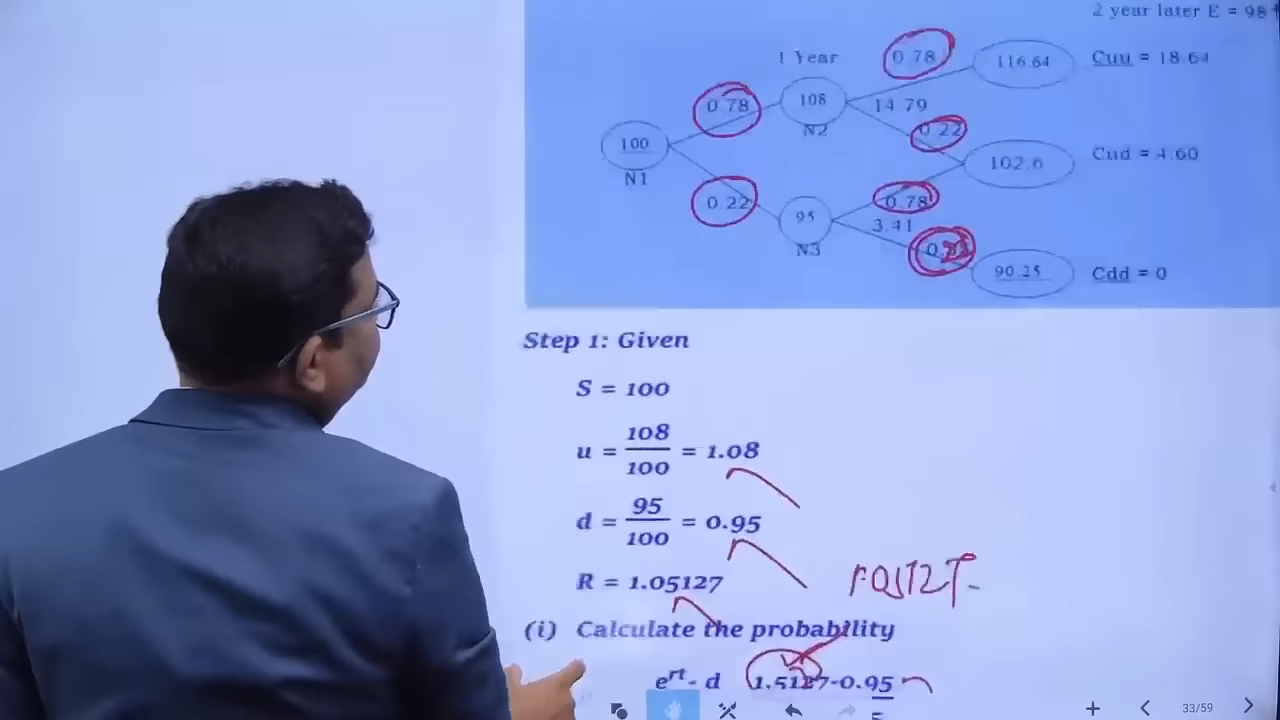 2 year later E = 98
1 Year
0.78
116.64
Cuu = 18.64
0.78
108
14.79
N2
0.22
100
N1
102.6
Cud = 4.60
0.22
0.78
95
3.41
N3
90.25
Cdd = 0
Step 1: Given
S = 100
u = 108/100 = 1.08
d = 95/100 = 0.95
R = 1.05127
(i) Calculate the probability
e^rt - d 1.5127-0.95
33/59